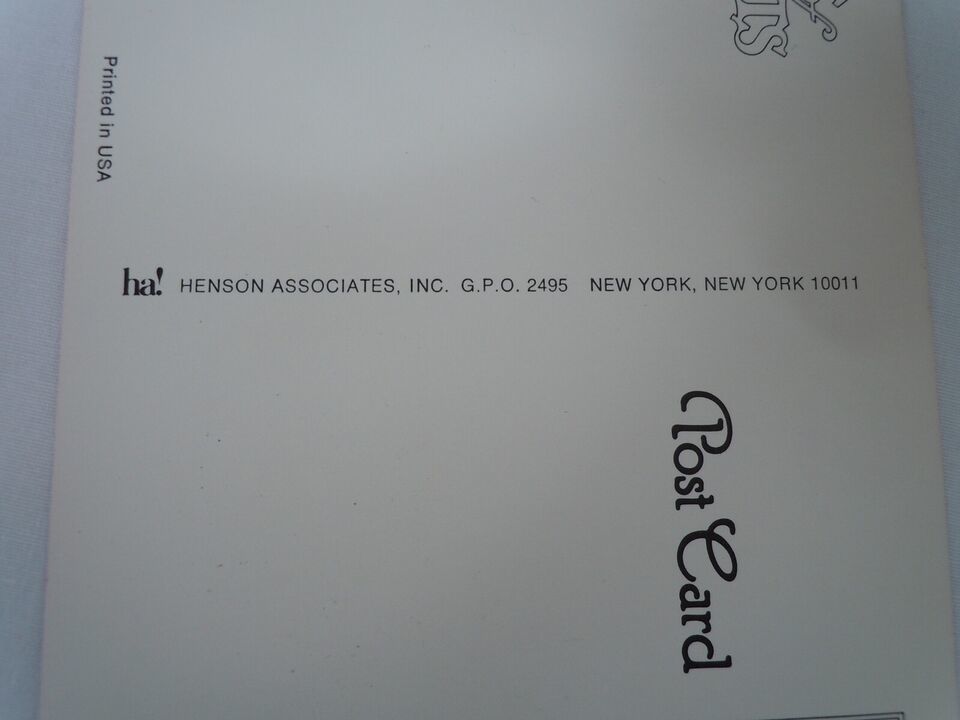 Printed in USA
ha! HENSON ASSOCIATES, INC. G.P.O. 2495 NEW YORK, NEW YORK 10011
Post Card